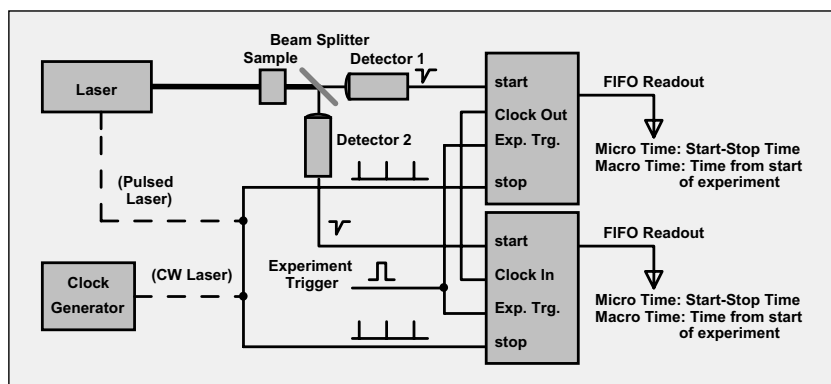 Beam Splitter
Sample
Detector 1
Laser
start
FIFO Readout
Clock Out
Exp. Trg.
Detector 2
Micro Time: Start-Stop Time
Macro Time: Time from start
of experiment
(Pulsed
Laser)
stop
start
FIFO Readout
Clock
Generator
(CW Laser)
Experiment
Trigger
Clock In
Exp. Trg.
Micro Time: Start-Stop Time
Macro Time: Time from start
of experiment
stop